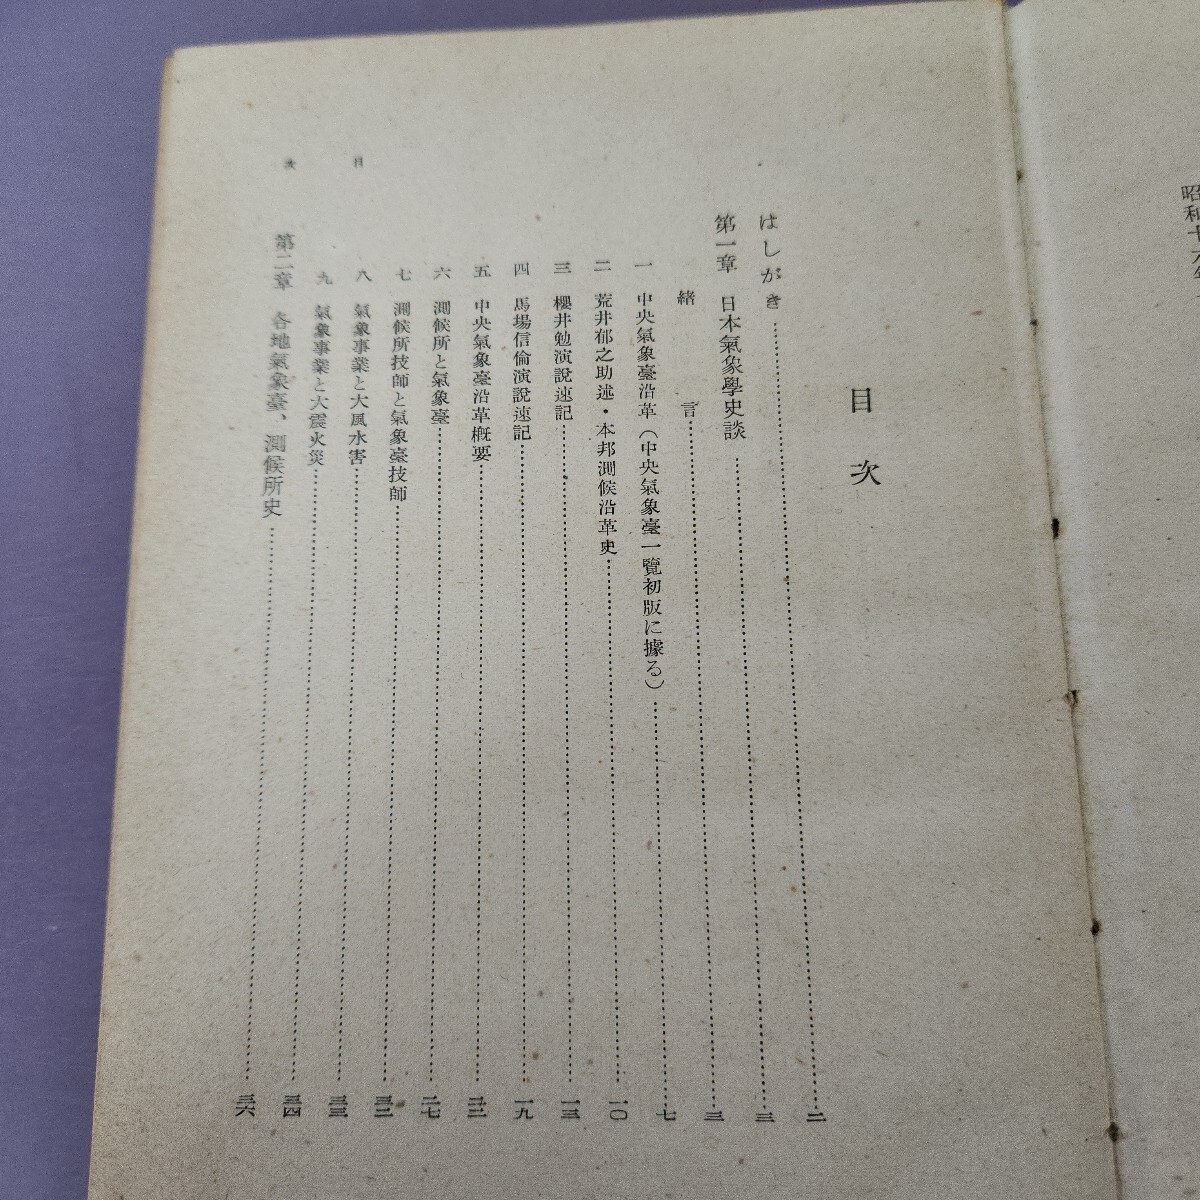 昭和十六年
目次
はしがき……二
第一章 日本氣象學史談……三
緒言……三
一 中央氣象臺沿革(中央氣象臺一覽初版に據る)……七
二 荒井郁之助述・本邦測候沿革史……一〇
三 櫻井勉演說速記……一三
四 馬場信倫演說速記……一九
五 中央氣象臺沿革概要……
六 測候所と氣象臺……二七
七 測候所技師と氣象臺技師……
八 氣象事業と大風水害……
九 氣象事業と大震火災……三四
第二章 各地氣象臺、測候所史……三六
目次